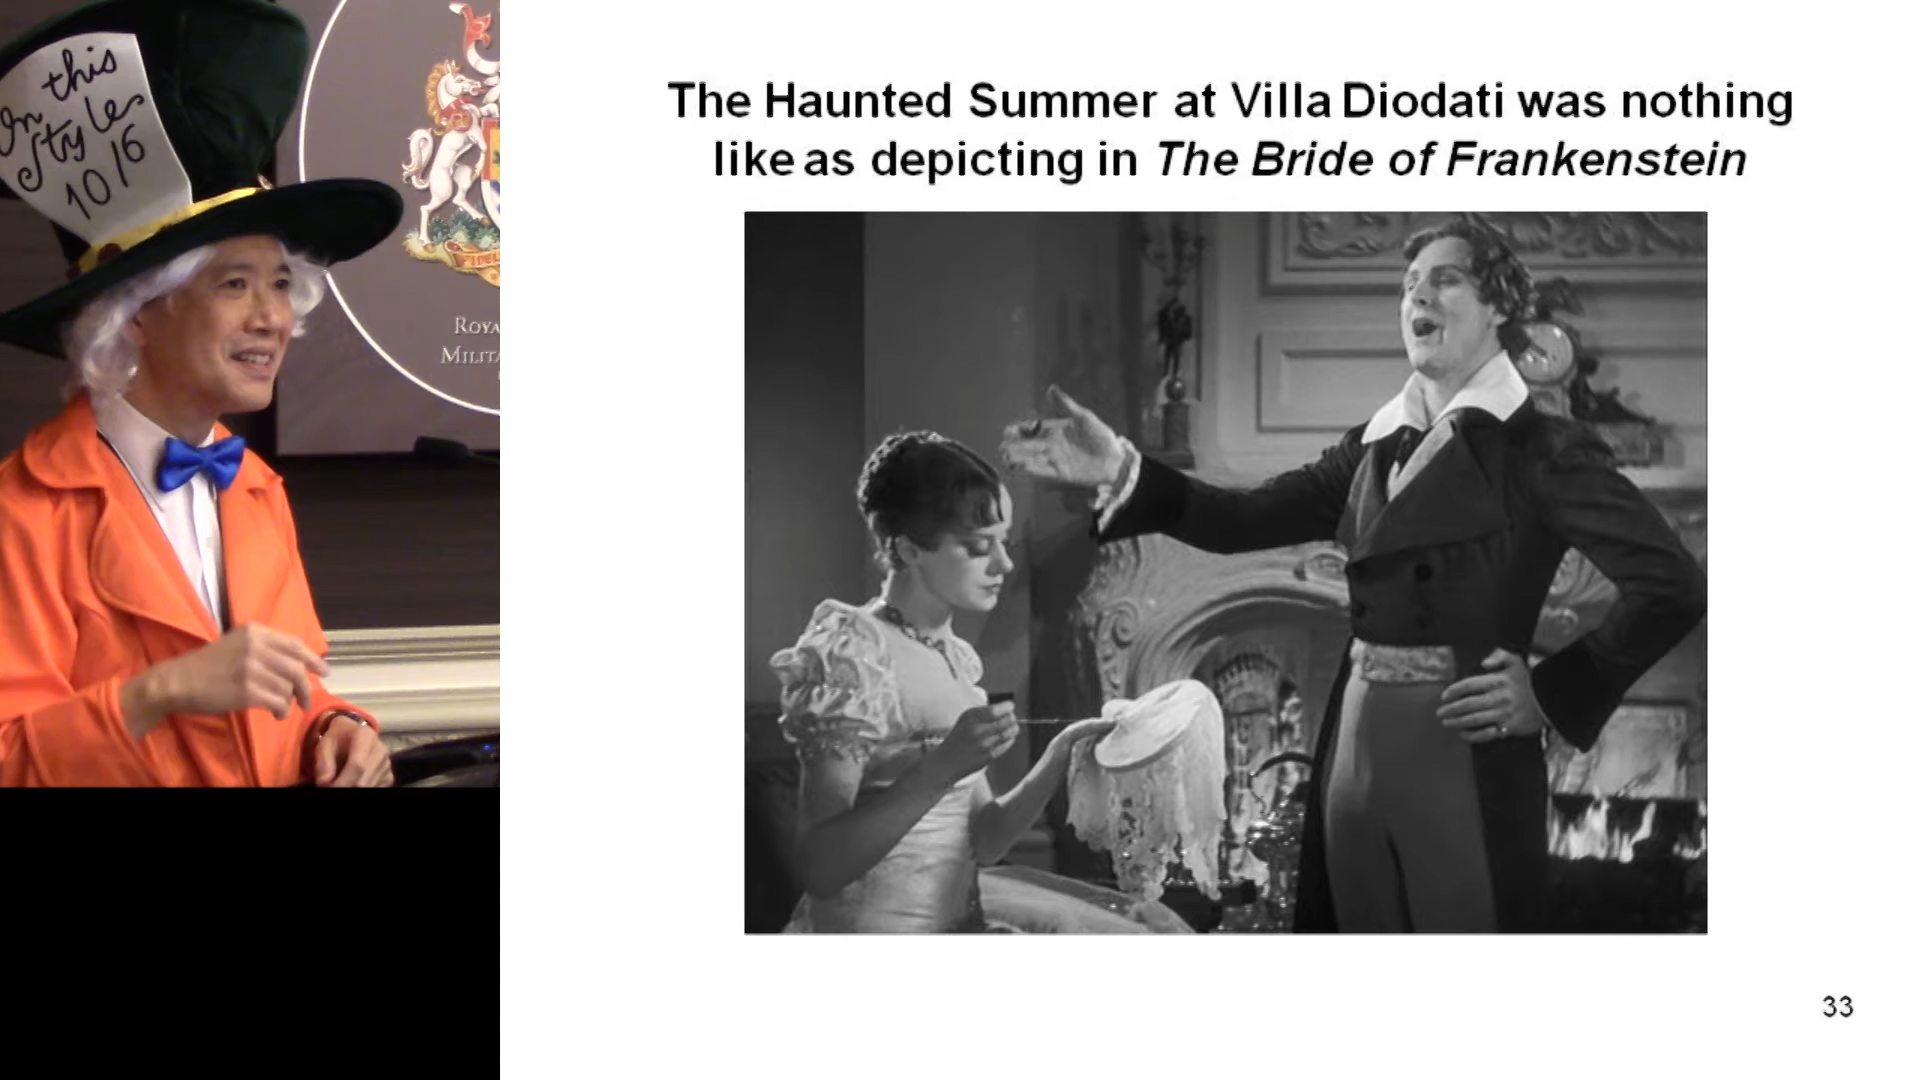 In this
Style
10/6
FIDEL
ROYA
MILITA
The Haunted Summer at Villa Diodati was nothing
like as depicting in The Bride of Frankenstein
33